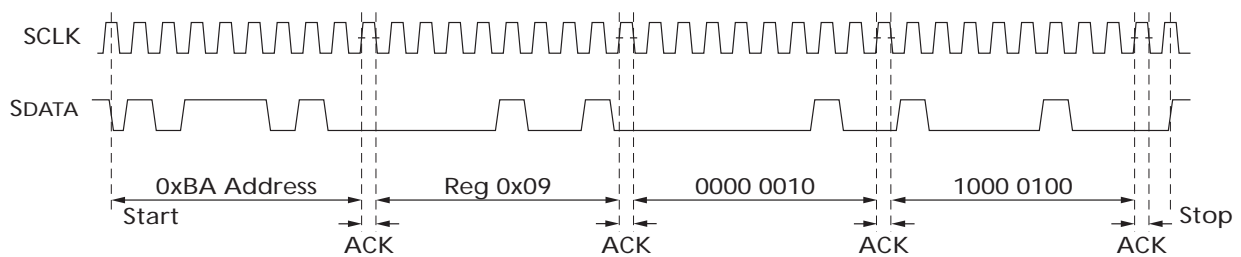 SCLK
SDATA
0xBA Address
Reg 0x09
0000 0010
1000 0100
Start
Stop
ACK
ACK
ACK
ACK